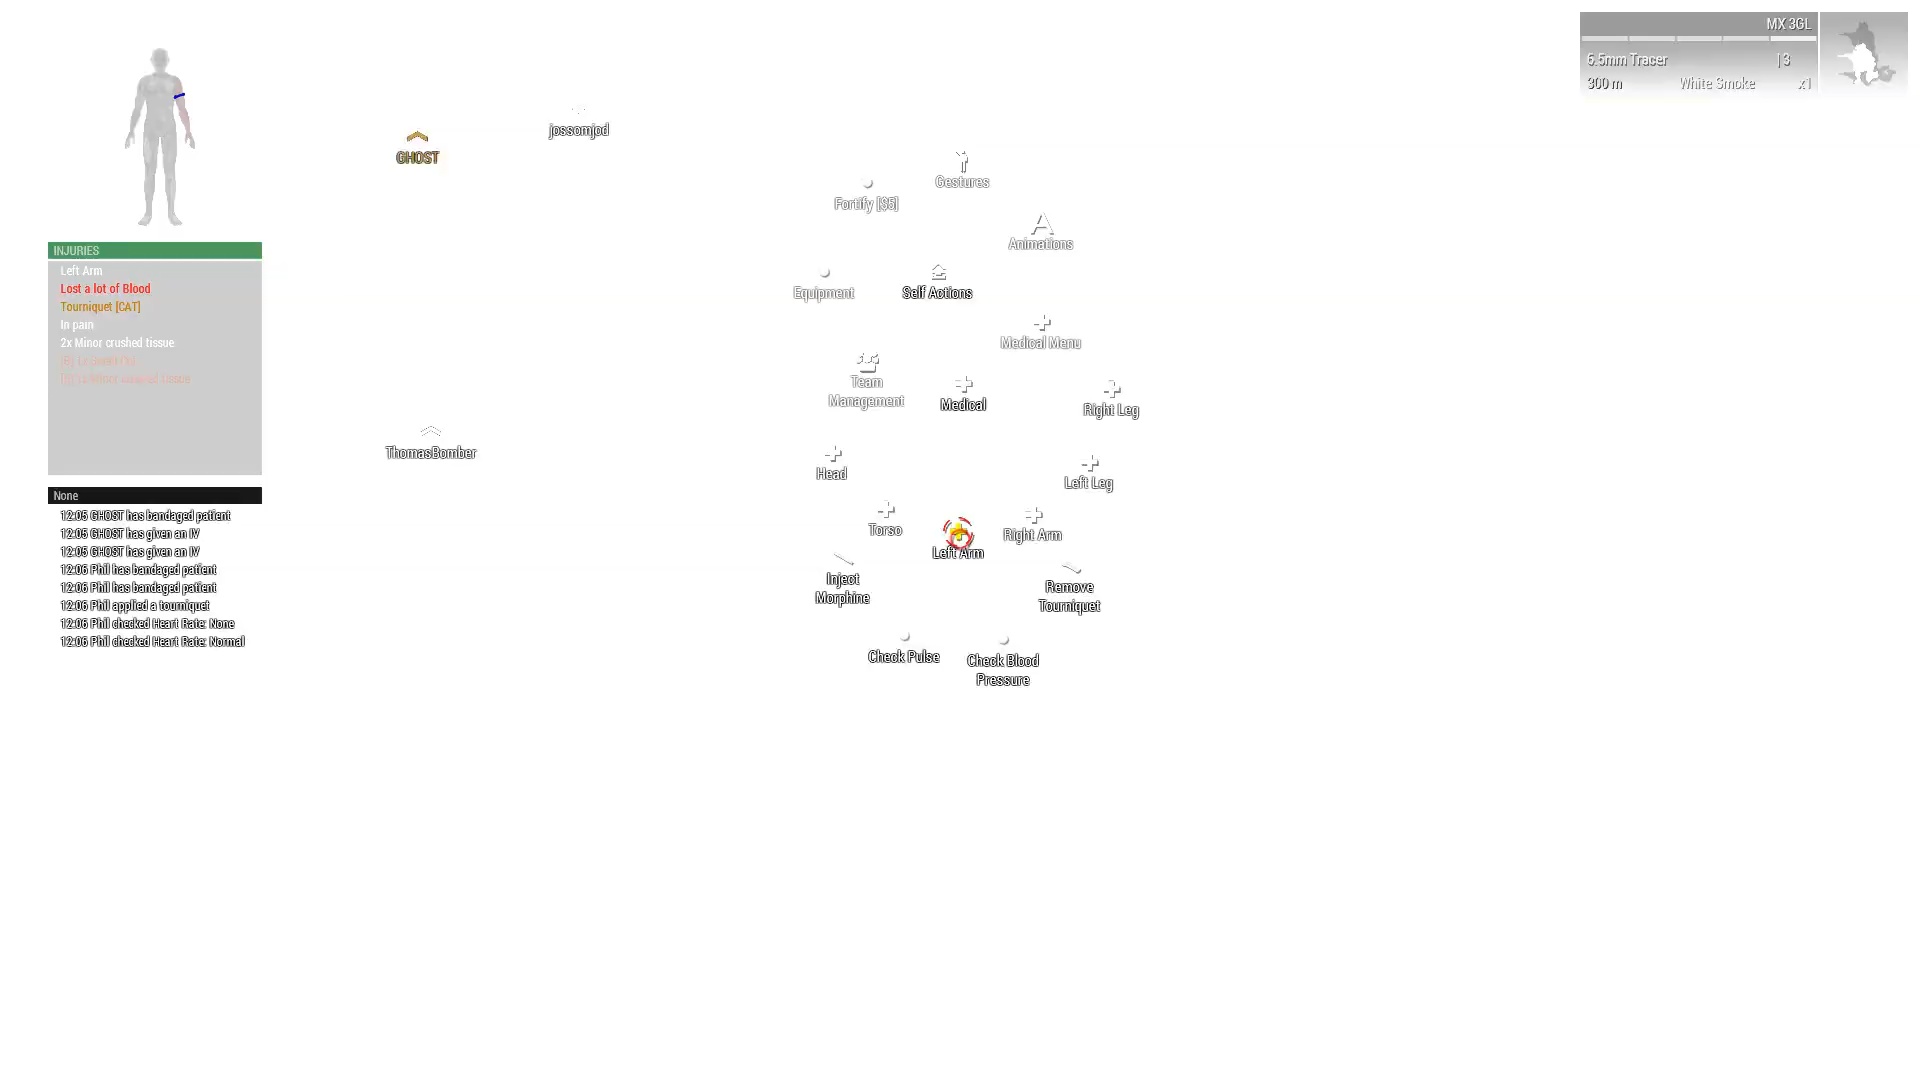 MX 3GL
6.5mm Tracer | 3
300 m White Smoke x1
jossomjod
GHOST
Gestures
Fortify [$5]
Animations
INJURIES
Left Arm
Lost a lot of Blood
Tourniquet [CAT]
In pain
2x Minor crushed tissue
Equipment
Self Actions
Medical Menu
Team
Management
Medical
Right Leg
ThomasBomber
Head
Left Leg
Torso
Left Arm
Right Arm
Inject
Morphine
Remove
Tourniquet
Check Pulse
Check Blood
Pressure
None
12:05 GHOST has bandaged patient
12:05 GHOST has given an IV
12:05 GHOST has given an IV
12:06 Phil has bandaged patient
12:06 Phil has bandaged patient
12:06 Phil applied a tourniquet
12:06 Phil checked Heart Rate: None
12:06 Phil checked Heart Rate: Normal